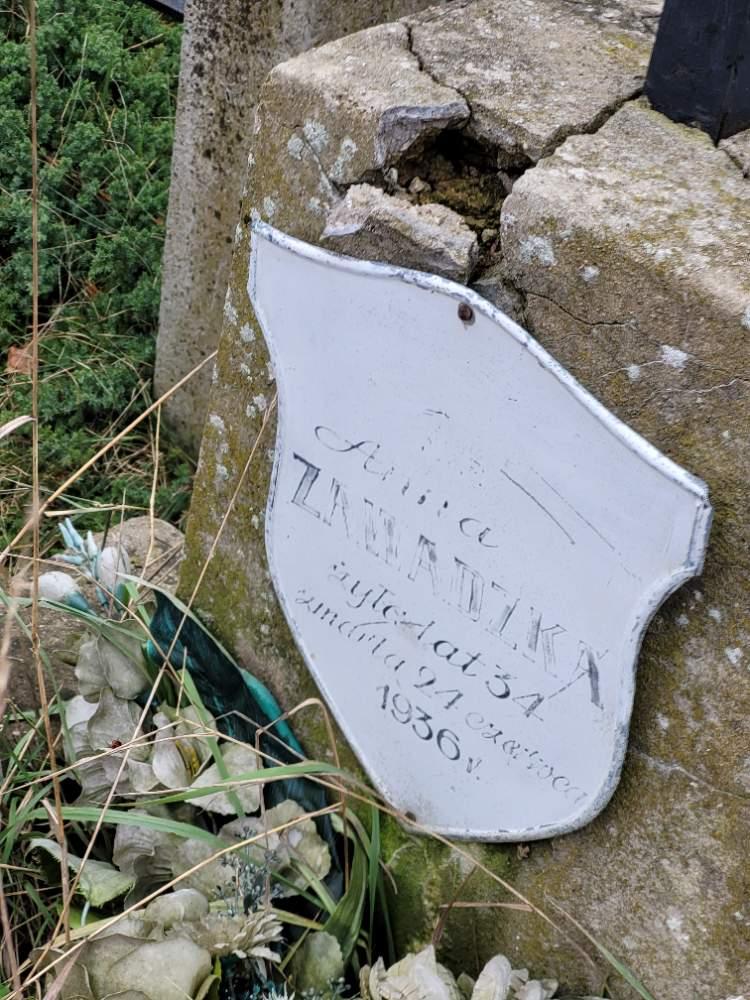 Anna
ZAWADZKA
żyła lat 34
zmarła 24 czerwca
1936 r.